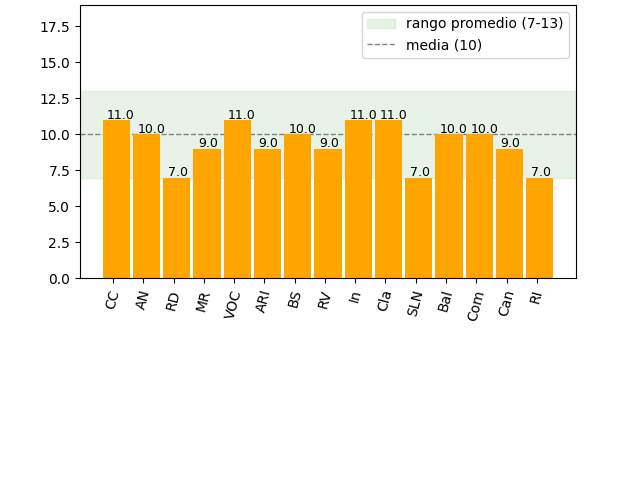 17.5
15.0
12.5
10.0
7.5
5.0
2.5
0.0
rango promedio (7-13)
media (10)
11.0 10.0 7.0 9.0 11.0 9.0 10.0 9.0 11.0 11.0 7.0 10.0 10.0 9.0 7.0
CC AN RD MR VOC ARI BS RV In Cla SLN Bal Com Can RI